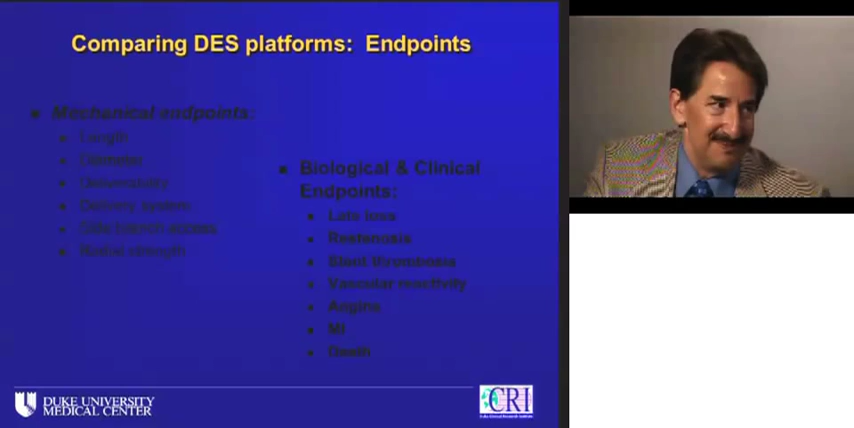 Comparing DES platforms: Endpoints
Mechanical endpoints:
Length
Diameter
Deliverability
Delivery system
Side branch access
Radial strength
Biological & Clinical
Endpoints:
Late loss
Restenosis
Stent thrombosis
Vascular reactivity
Angina
MI
Death
DUKE UNIVERSITY
MEDICAL CENTER
CRI